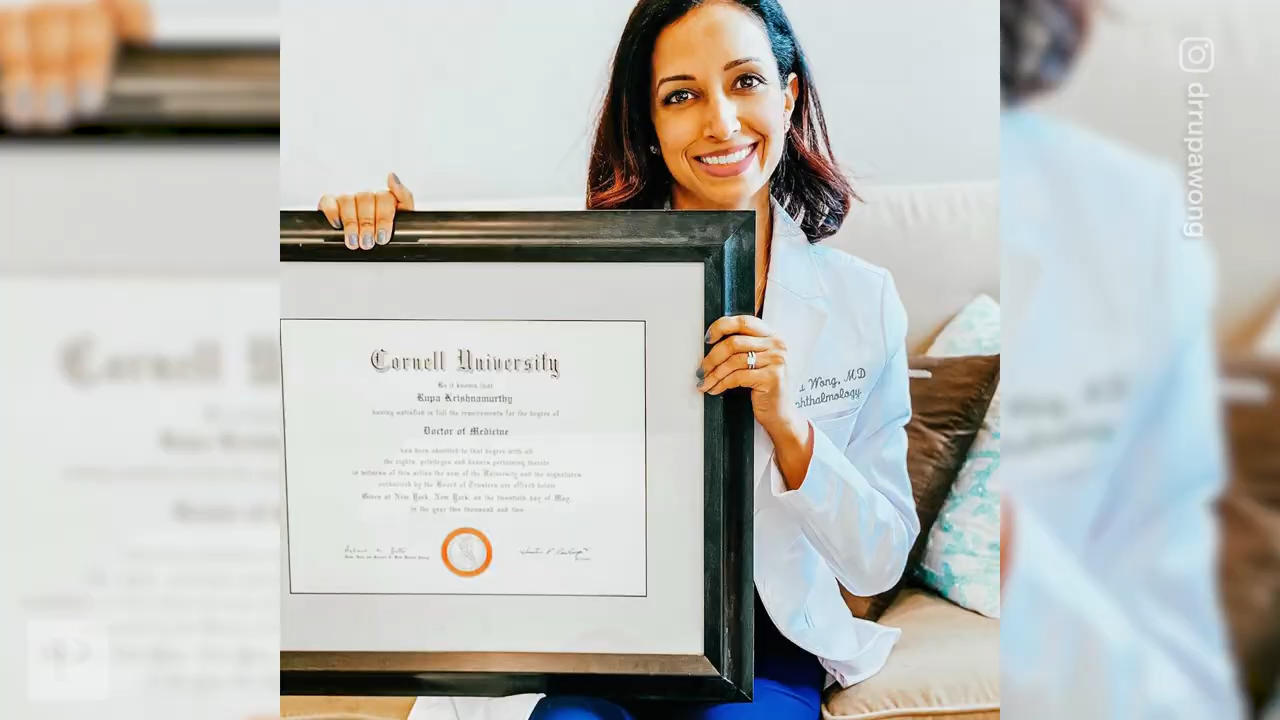 Cornell University
Be it known that
Rupa Krishnamurthy
having satisfied in full the requirements for the degree of
Doctor of Medicine
has been admitted to that degree with all
the rights, privileges and honors pertaining thereto
in witness of this action the seal of the University and the signatures
authorized by the Board of Trustees are affixed below
Given at New York, New York, on the twentieth day of May,
in the year two thousand and two
Wong, MD
drrupawong